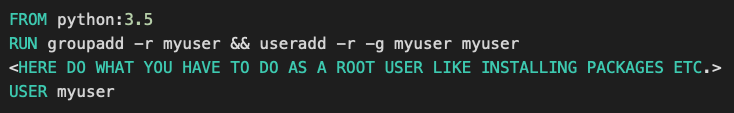 FROM python:3.5
RUN groupadd -r myuser && useradd -r -g myuser myuser
<HERE DO WHAT YOU HAVE TO DO AS A ROOT USER LIKE INSTALLING PACKAGES ETC.>
USER myuser